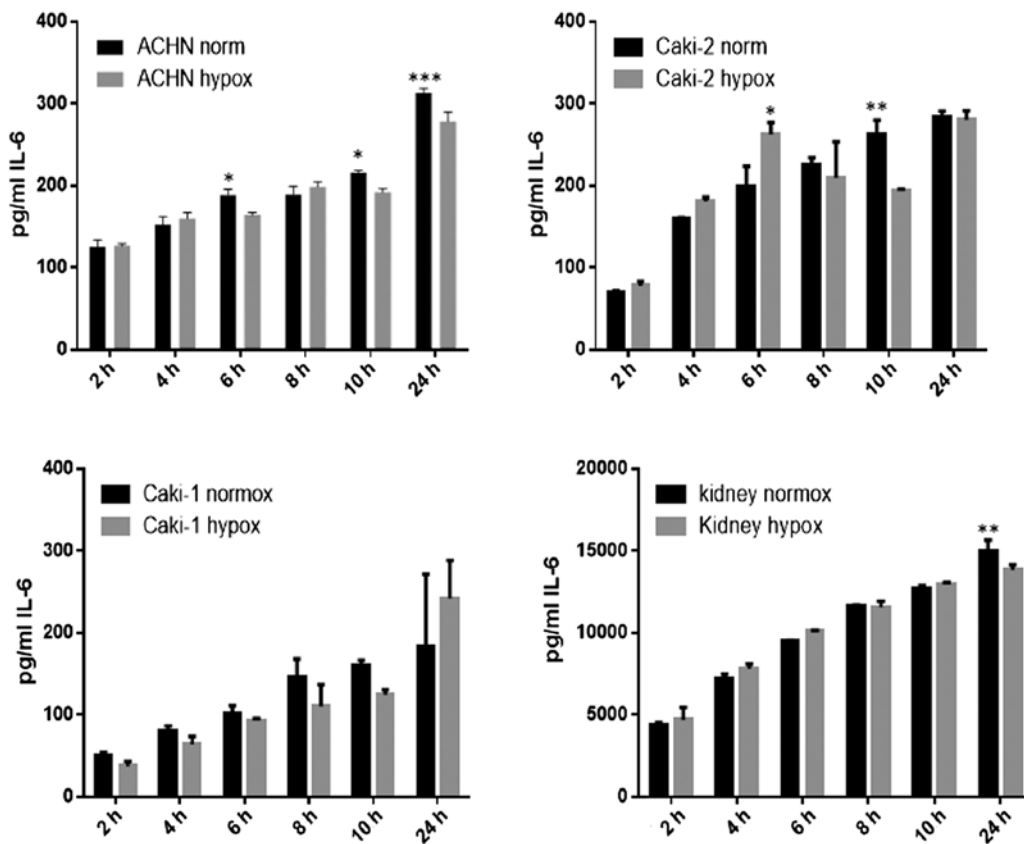 400
300
200
100
0
pg/ml IL-6
ACHN norm
ACHN hypox
*
*
***
2 h
4 h
6 h
8 h
10 h
24 h
400
300
200
100
0
pg/ml IL-6
Caki-2 norm
Caki-2 hypox
*
**
2 h
4 h
6 h
8 h
10 h
24 h
400
300
200
100
0
pg/ml IL-6
Caki-1 normox
Caki-1 hypox
2 h
4 h
6 h
8 h
10 h
24 h
20000
15000
10000
5000
0
pg/ml IL-6
kidney normox
Kidney hypox
**
2 h
4 h
6 h
8 h
10 h
24 h